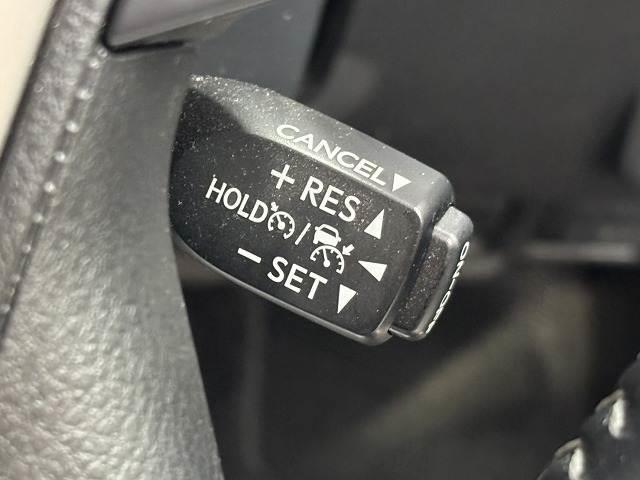 CANCEL ▼
+ RES ▲
HOLD /
- SET ▼